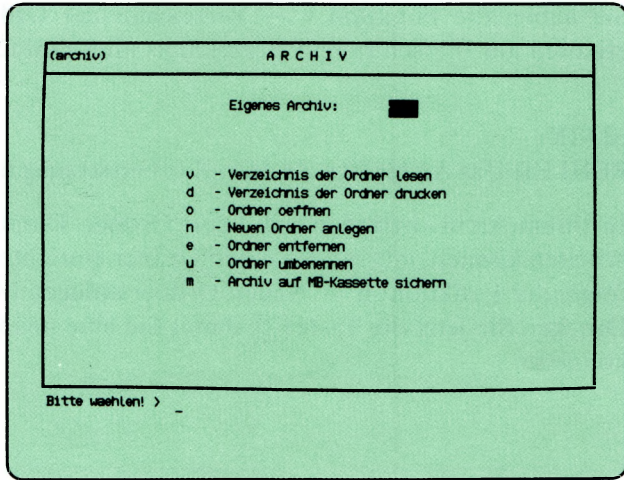 (archiv) A R C H I V
Eigenes Archiv:
v - Verzeichnis der Ordner lesen
d - Verzeichnis der Ordner drucken
o - Ordner oeffnen
n - Neuen Ordner anlegen
e - Ordner entfernen
u - Ordner umbenennen
m - Archiv auf MB-Kassette sichern
Bitte waehlen! > _